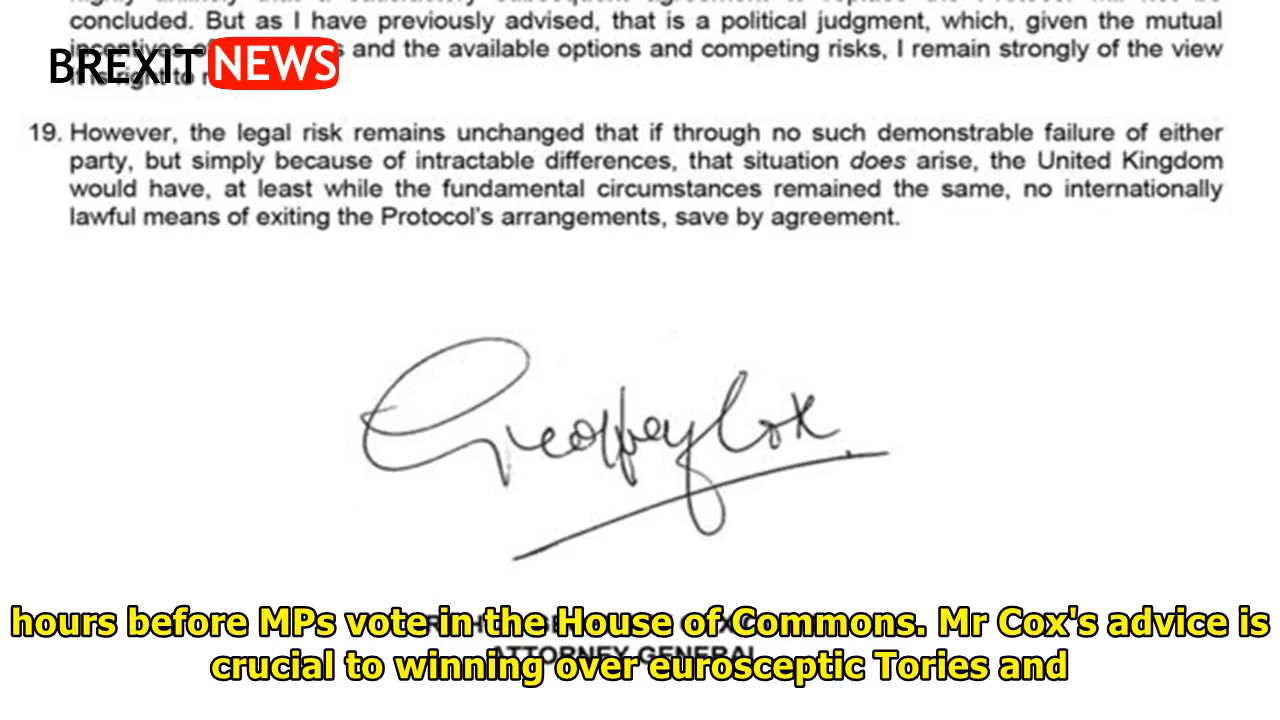 concluded. But as I have previously advised, that is a political judgment, which, given the mutual
and the available options and competing risks, I remain strongly of the view
BREXIT NEWS
19. However, the legal risk remains unchanged that if through no such demonstrable failure of either
party, but simply because of intractable differences, that situation does arise, the United Kingdom
would have, at least while the fundamental circumstances remained the same, no internationally
lawful means of exiting the Protocol's arrangements, save by agreement.
Geoffrey Cox
hours before MPs vote in the House of Commons. Mr Cox's advice is
ATTORNEY GENERAL
crucial to winning over eurosceptic Tories and